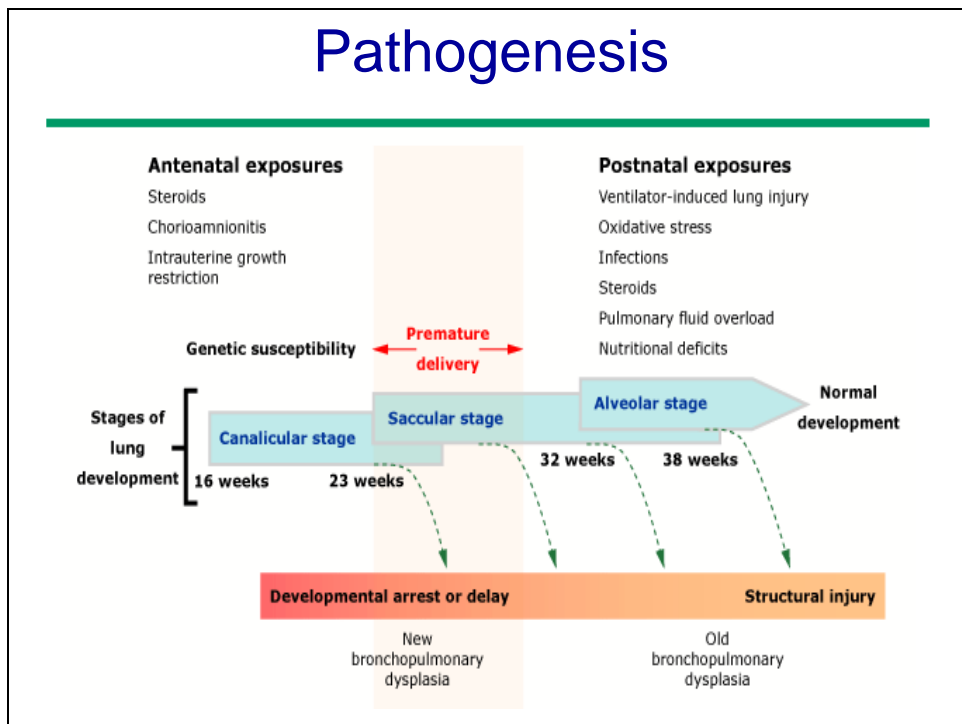 Pathogenesis
Antenatal exposures
Steroids
Chorioamnionitis
Intrauterine growth
restriction
Postnatal exposures
Ventilator-induced lung injury
Oxidative stress
Infections
Steroids
Pulmonary fluid overload
Nutritional deficits
Genetic susceptibility
Premature
delivery
Stages of
lung
development
Canalicular stage
Saccular stage
Alveolar stage
Normal
development
16 weeks
23 weeks
32 weeks
38 weeks
Developmental arrest or delay
Structural injury
New
bronchopulmonary
dysplasia
Old
bronchopulmonary
dysplasia